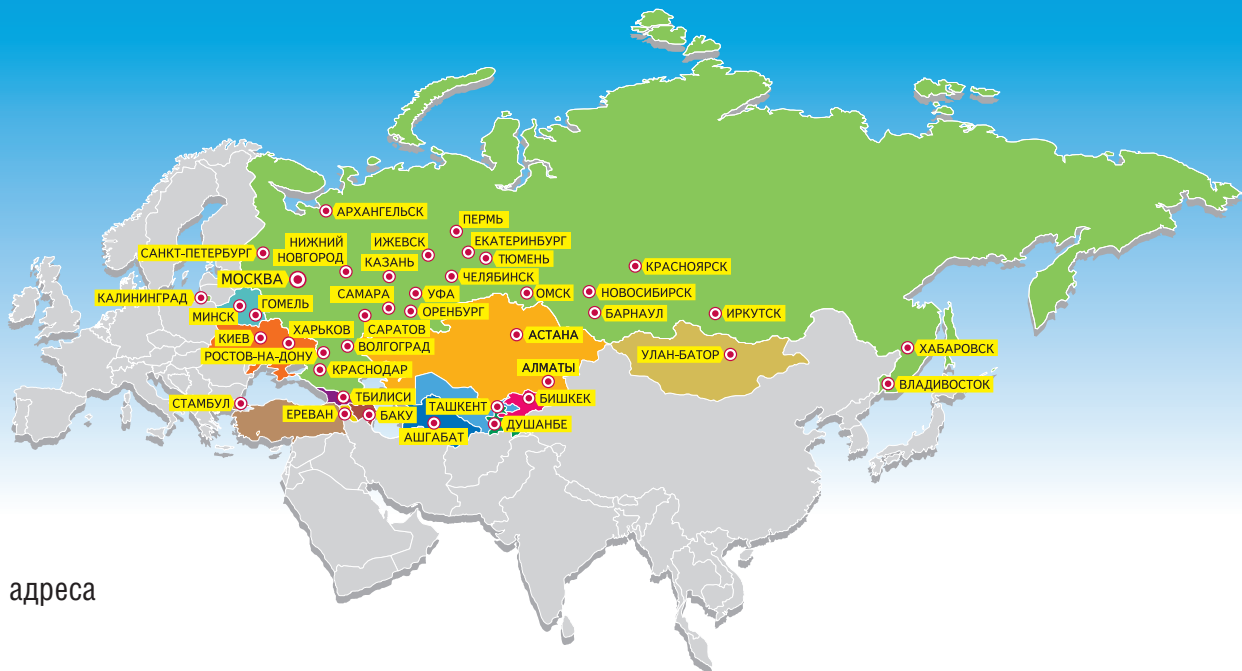 АРХАНГЕЛЬСК
ПЕРМЬ
САНКТ-ПЕТЕРБУРГ
НИЖНИЙ
НОВГОРОД
ИЖЕВСК
ЕКАТЕРИНБУРГ
КАЗАНЬ
ТЮМЕНЬ
КРАСНОЯРСК
МОСКВА
ЧЕЛЯБИНСК
КАЛИНИНГРАД
САМАРА
УФА
ОМСК
НОВОСИБИРСК
ГОМЕЛЬ
МИНСК
ОРЕНБУРГ
БАРНАУЛ
ИРКУТСК
КИЕВ
ХАРЬКОВ
САРАТОВ
АСТАНА
РОСТОВ-НА-ДОНУ
ВОЛГОГРАД
УЛАН-БАТОР
ХАБАРОВСК
КРАСНОДАР
АЛМАТЫ
ВЛАДИВОСТОК
СТАМБУЛ
ТБИЛИСИ
БИШКЕК
ЕРЕВАН
БАКУ
ТАШКЕНТ
ДУШАНБЕ
АШГАБАТ
адреса